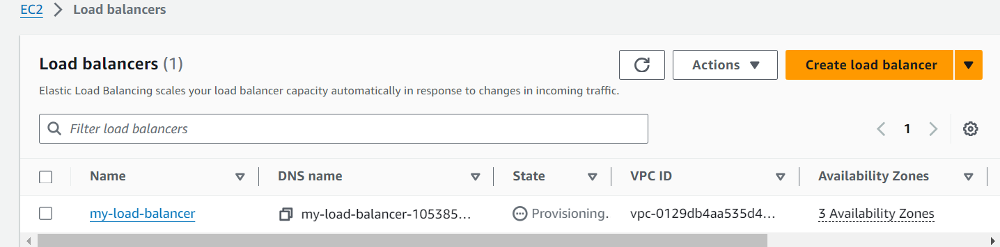 EC2 > Load balancers
Load balancers (1)
Actions
Create load balancer
Elastic Load Balancing scales your load balancer capacity automatically in response to changes in incoming traffic.
Filter load balancers
1
Name DNS name State VPC ID Availability Zones
my-load-balancer my-load-balancer-105385... Provisioning. vpc-0129db4aa535d4... 3 Availability Zones